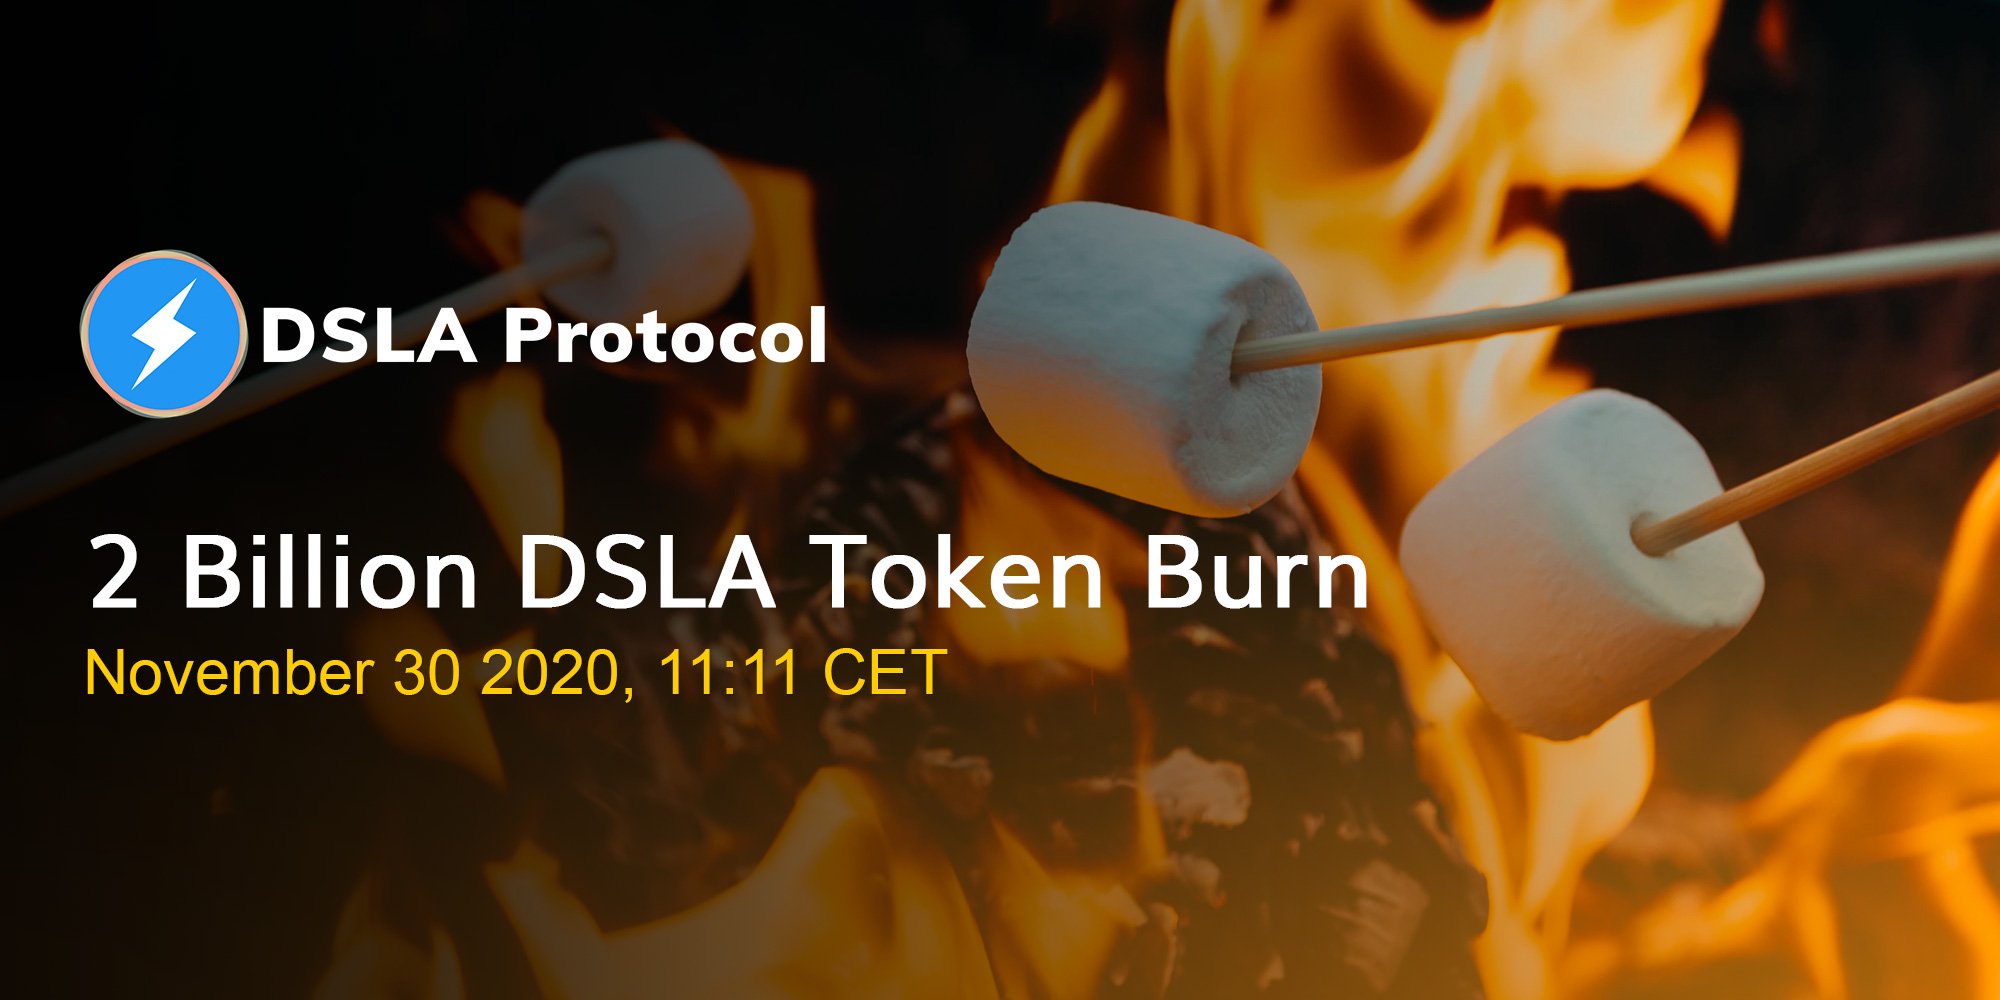 DSLA Protocol
2 Billion DSLA Token Burn
November 30 2020, 11:11 CET